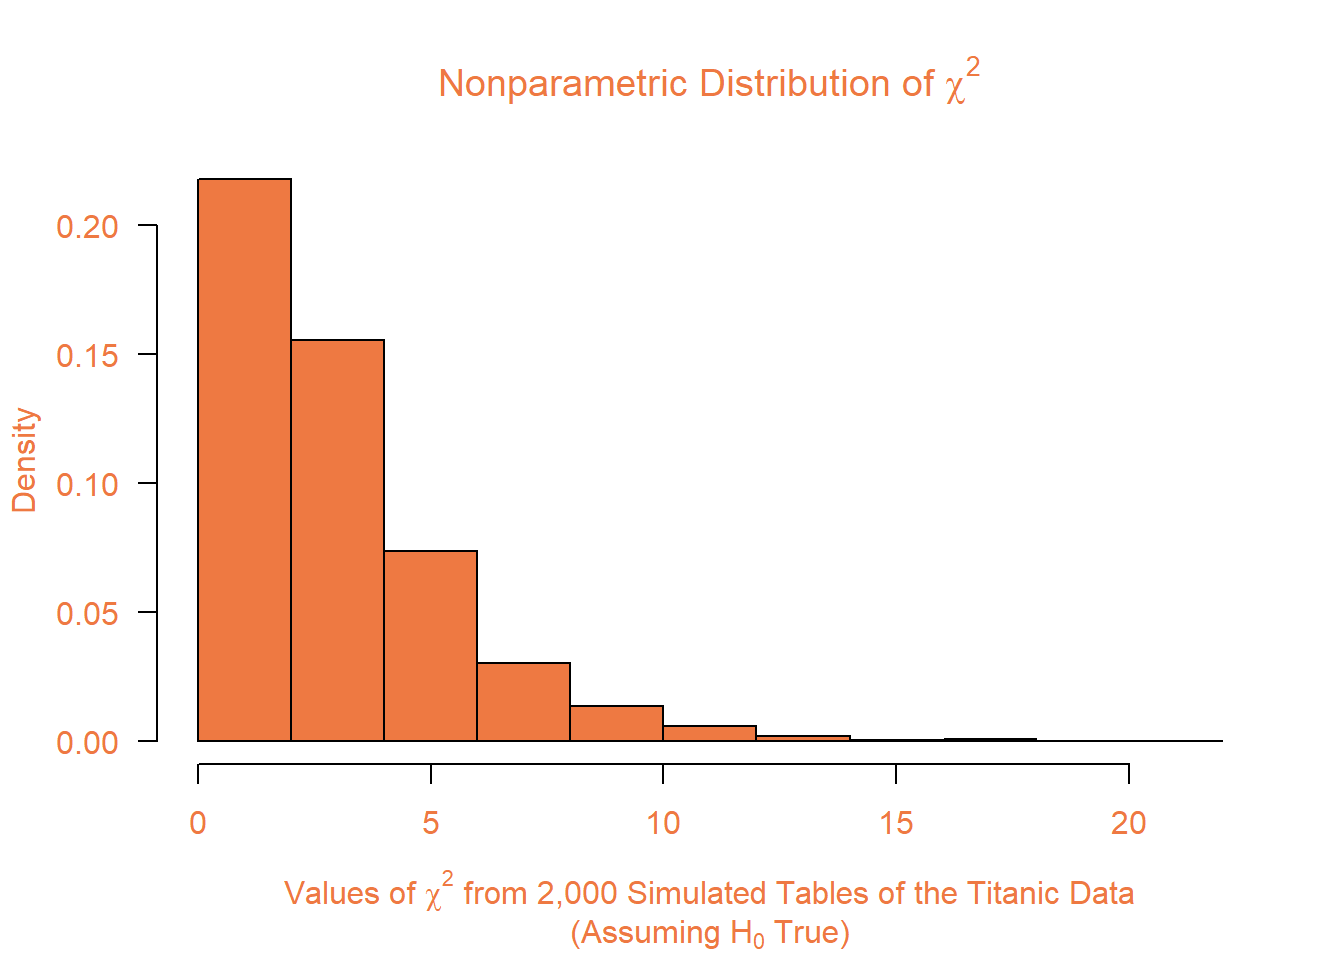 Nonparametric Distribution of χ²
Density
0.20
0.15
0.10
0.05
0.00
0 5 10 15 20
Values of χ² from 2,000 Simulated Tables of the Titanic Data
(Assuming H₀ True)